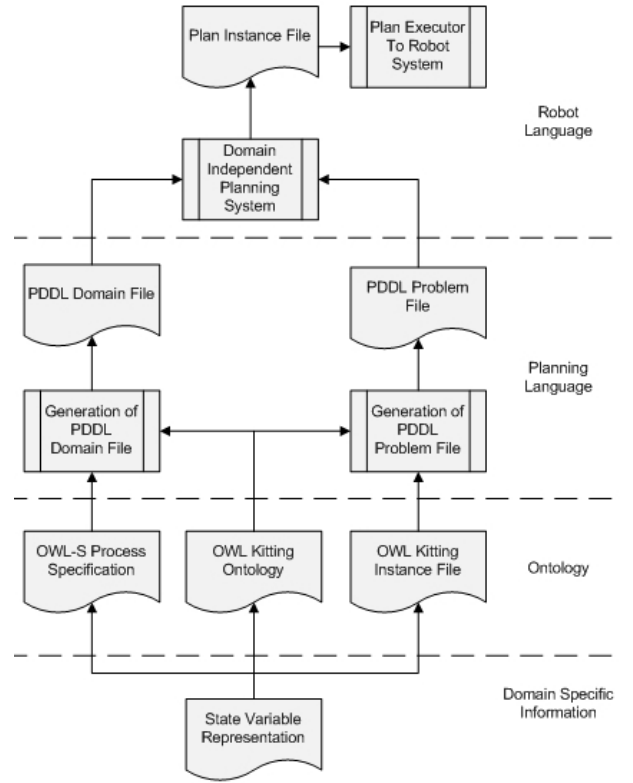 Plan Instance File
Plan Executor
To Robot
System
Robot
Language
Domain
Independent
Planning
System
PDDL Domain File
PDDL Problem
File
Planning
Language
Generation of
PDDL
Domain File
Generation of
PDDL
Problem File
OWL-S Process
Specification
OWL Kitting
Ontology
OWL Kitting
Instance File
Ontology
State Variable
Representation
Domain Specific
Information